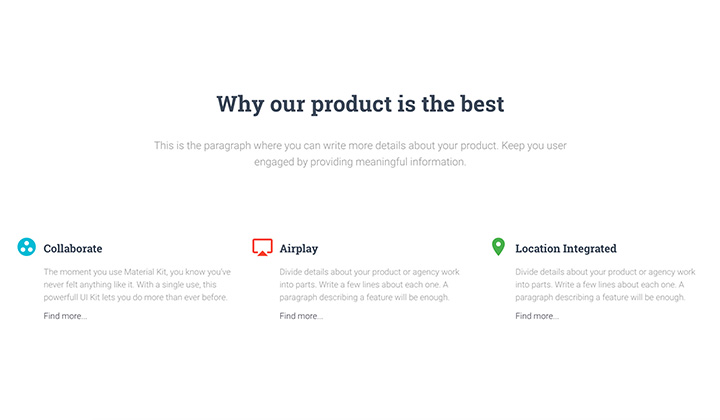 Why our product is the best
This is the paragraph where you can write more details about your product. Keep you user
engaged by providing meaningful information.
Collaborate
The moment you use Material Kit, you know you've
never felt anything like it. With a single use, this
powerfull UI Kit lets you do more than ever before.
Find more...
Airplay
Divide details about your product or agency work
into parts. Write a few lines about each one. A
paragraph describing a feature will be enough.
Find more...
Location Integrated
Divide details about your product or agency work
into parts. Write a few lines about each one. A
paragraph describing a feature will be enough.
Find more...